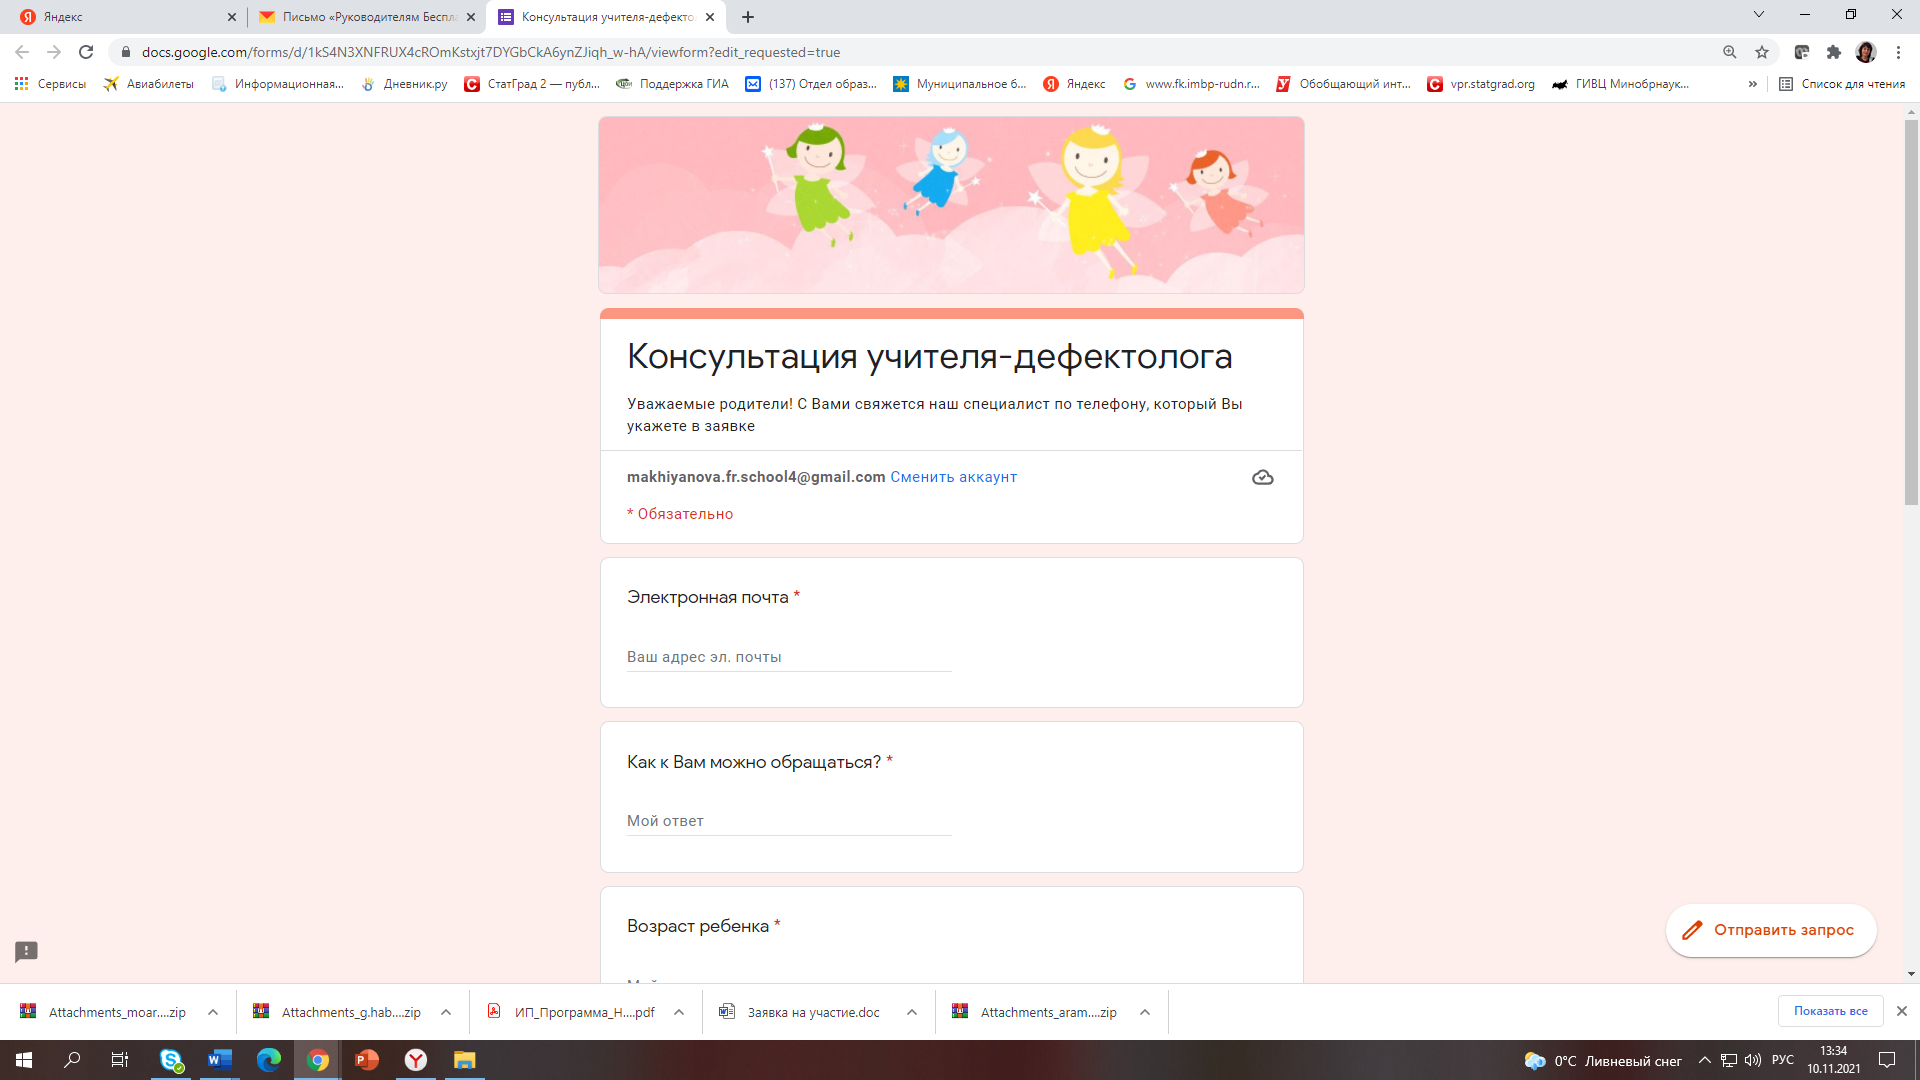 Яндекс
Письмо «Руководителям Беспла
Консультация учителя-дефекто
docs.google.com/forms/d/1kS4N3XNFRUX4cROmKstxjt7DYGbCkA6ynZJiqh_w-hA/viewform?edit_requested=true
Сервисы
Авиабилеты
Информационная...
Дневник.ру
СтатГрад 2 — публ...
Поддержка ГИА
(137) Отдел образ...
Муниципальное б...
Яндекс
www.fk.imbp-rudn.r...
Обобщающий инт...
vpr.statgrad.org
ГИВЦ Минобрнаук...
»
Список для чтения
Консультация учителя-дефектолога
Уважаемые родители! С Вами свяжется наш специалист по телефону, который Вы
укажете в заявке
makhiyanova.fr.school4@gmail.com Сменить аккаунт
* Обязательно
Электронная почта *
Ваш адрес эл. почты
Как к Вам можно обращаться? *
Мой ответ
Возраст ребенка *
Отправить запрос
Attachments_moar....zip
Attachments_g.hab....zip
ИП_Программа_Н....pdf
Заявка на участие.doc
Attachments_aram....zip
Показать все
0°C Ливневый снег
РУС
13:34
10.11.2021